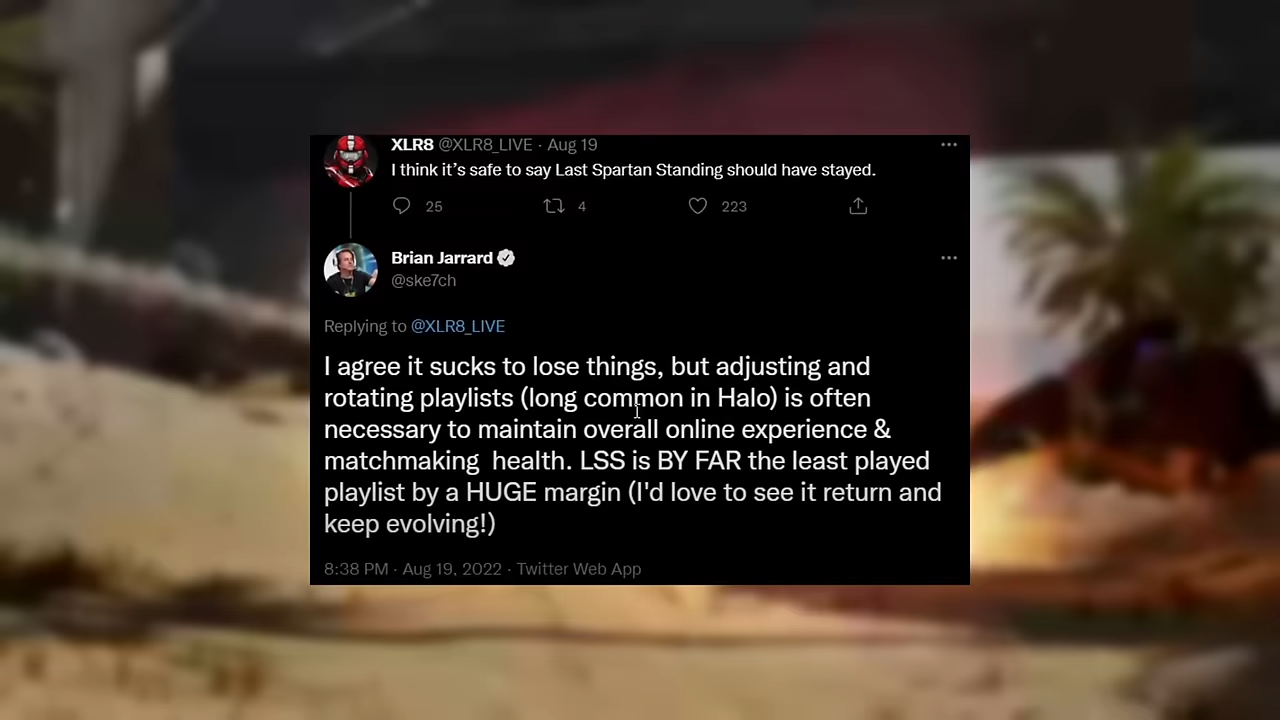 XLR8 @XLR8_LIVE · Aug 19
I think it’s safe to say Last Spartan Standing should have stayed.
25 4 223
Brian Jarrard
@ske7ch
Replying to @XLR8_LIVE
I agree it sucks to lose things, but adjusting and
rotating playlists (long common in Halo) is often
necessary to maintain overall online experience &
matchmaking  health. LSS is BY FAR the least played
playlist by a HUGE margin (I'd love to see it return and
keep evolving!)
8:38 PM · Aug 19, 2022 · Twitter Web App